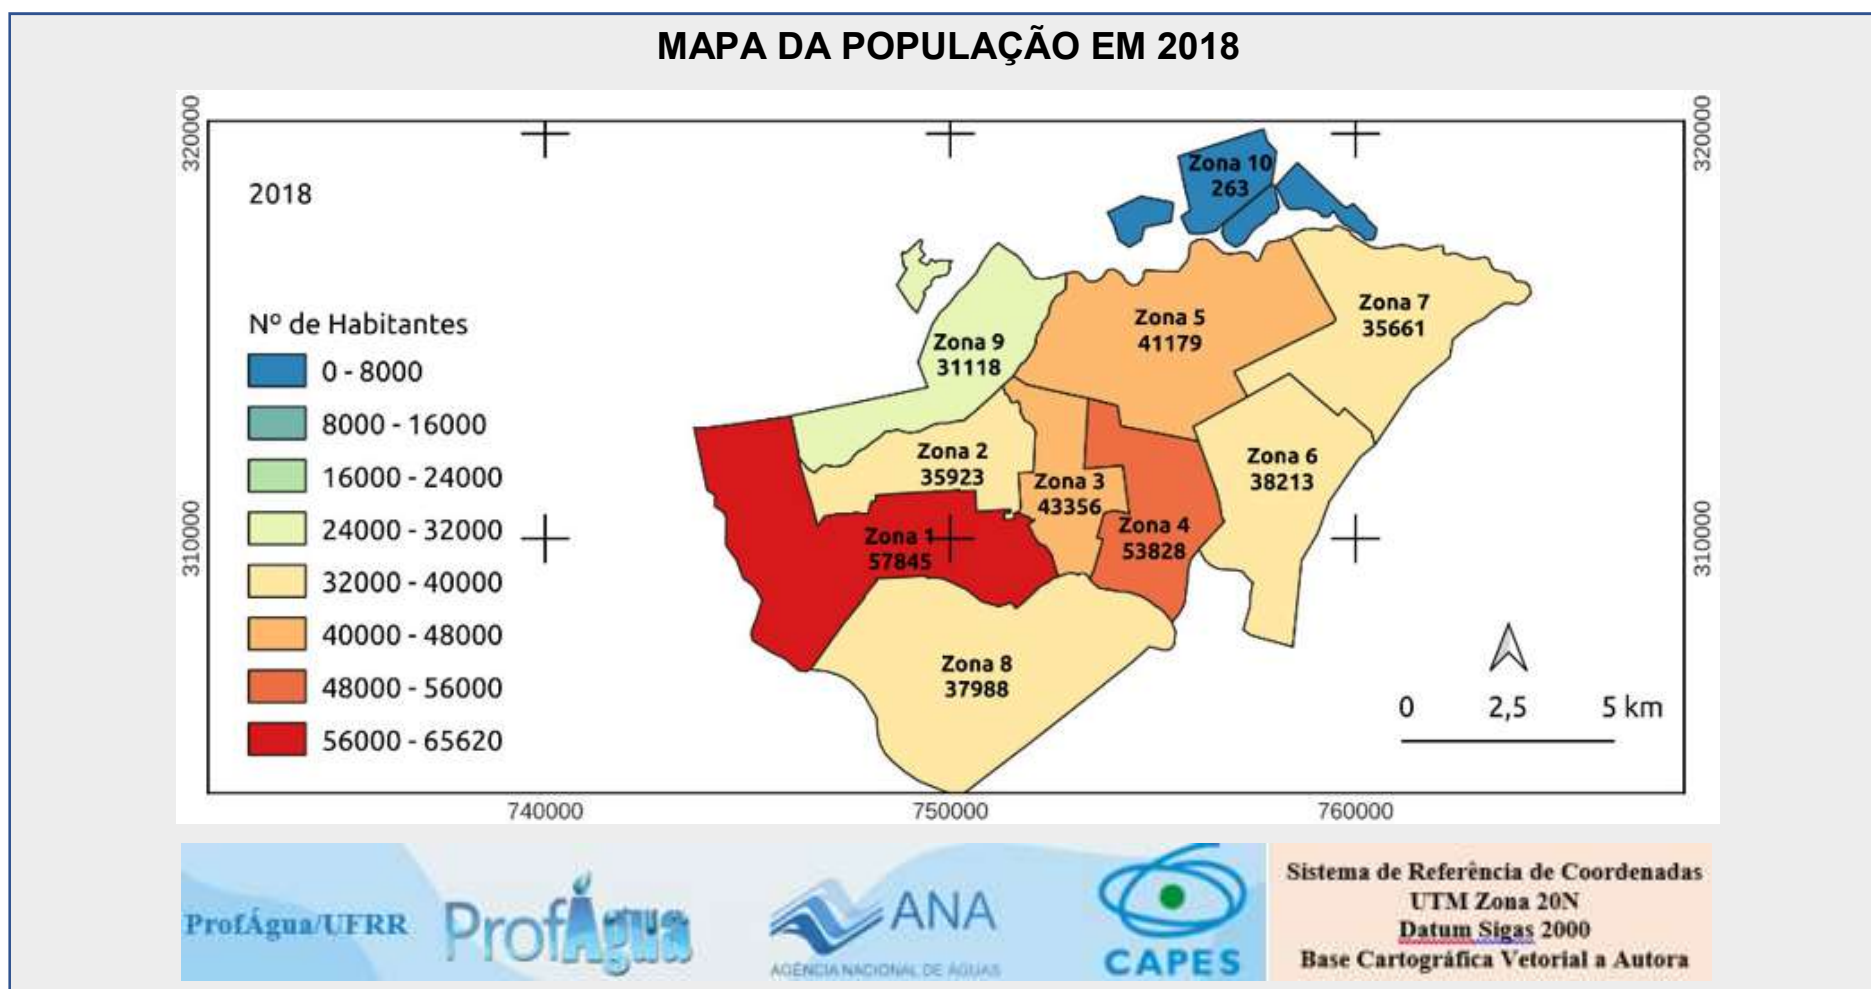 MAPA DA POPULAÇÃO EM 2018
320000
320000
2018
Zona 10
263
Zona 7
35661
Zona 5
41179
Zona 9
31118
Nº de Habitantes
0 - 8000
8000 - 16000
16000 - 24000
24000 - 32000
32000 - 40000
40000 - 48000
48000 - 56000
56000 - 65620
Zona 2
35923
Zona 6
38213
Zona 3
43356
Zona 4
53828
Zona 1
57845
Zona 8
37988
310000
310000
0 2,5 5 km
740000 750000 760000
ProfÁgua/UFRR
ProfÁgua
ANA
AGÊNCIA NACIONAL DE ÁGUAS
CAPES
Sistema de Referência de Coordenadas
UTM Zona 20N
Datum Sigas 2000
Base Cartográfica Vetorial a Autora